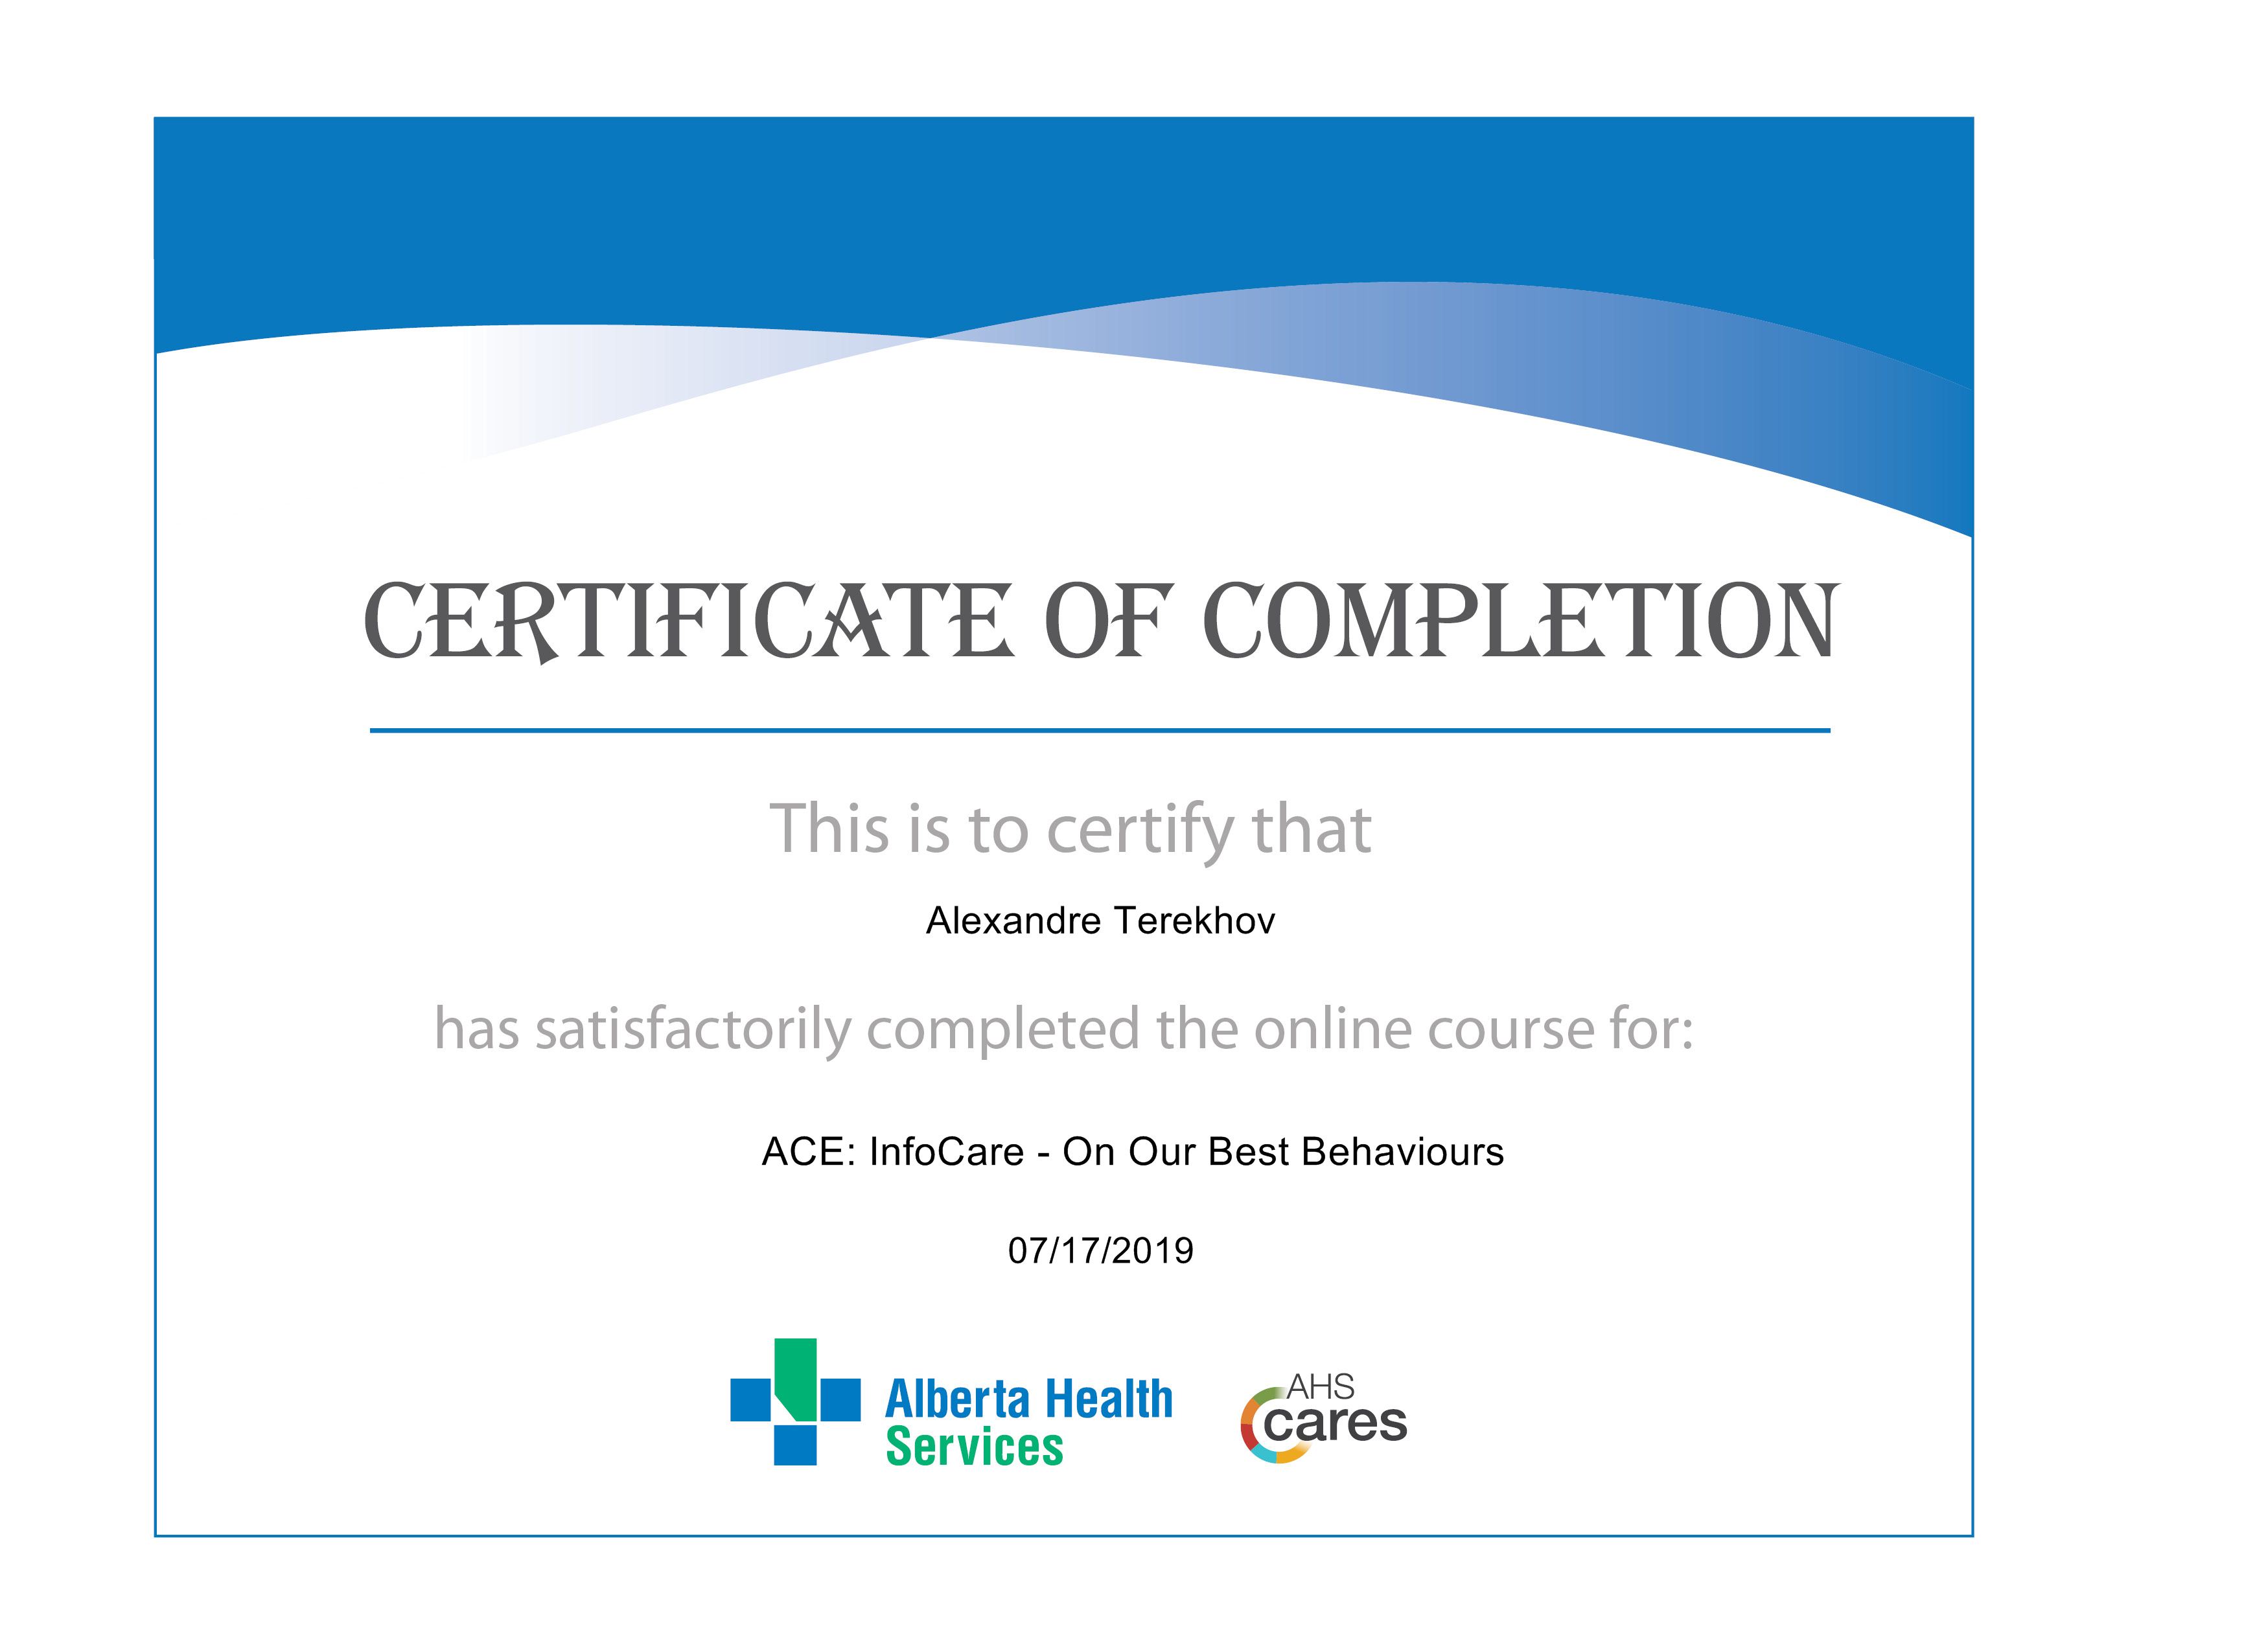 CERTIFICATE OF COMPLETION
This is to certify that
Alexandre Terekhov
has satisfactorily completed the online course for:
ACE: InfoCare - On Our Best Behaviours
07/17/2019
Alberta Health
Services
AHS
cares